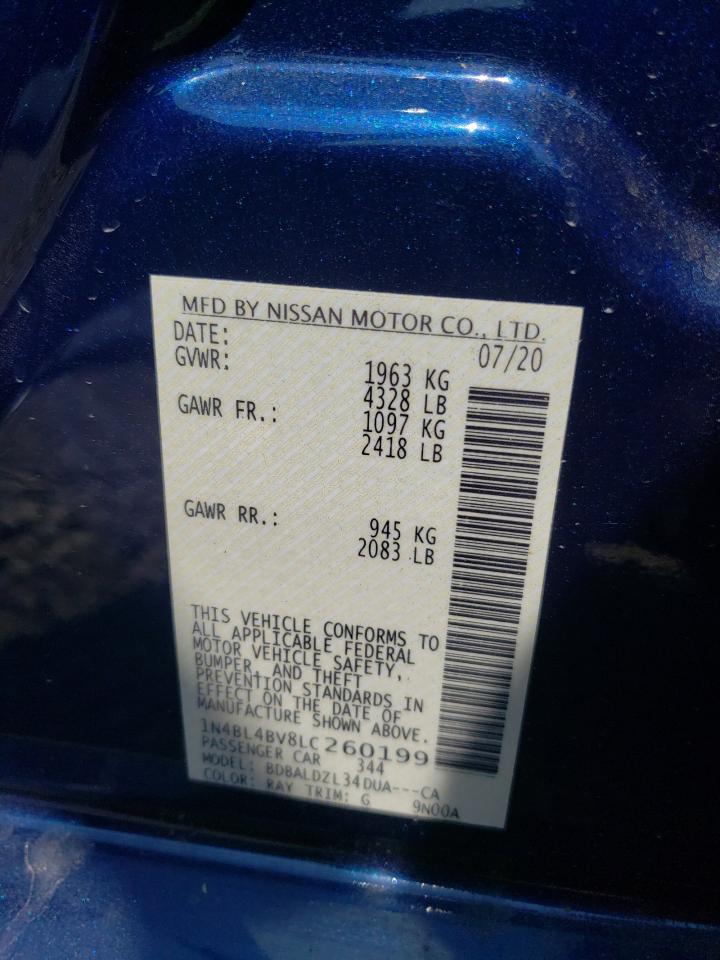 MFD BY NISSAN MOTOR CO., LTD.
DATE: 07/20
GVWR: 1963 KG
4328 LB
GAWR FR.: 1097 KG
2418 LB
GAWR RR.: 945 KG
2083 LB
THIS VEHICLE CONFORMS TO
ALL APPLICABLE FEDERAL
MOTOR VEHICLE SAFETY,
BUMPER, AND THEFT
PREVENTION STANDARDS IN
EFFECT ON THE DATE OF
MANUFACTURE SHOWN ABOVE.
1N4BL4BV8LC260199
PASSENGER CAR 344
MODEL: BDBALDZL34DUA---CA
COLOR: RAY TRIM: G 9N00A